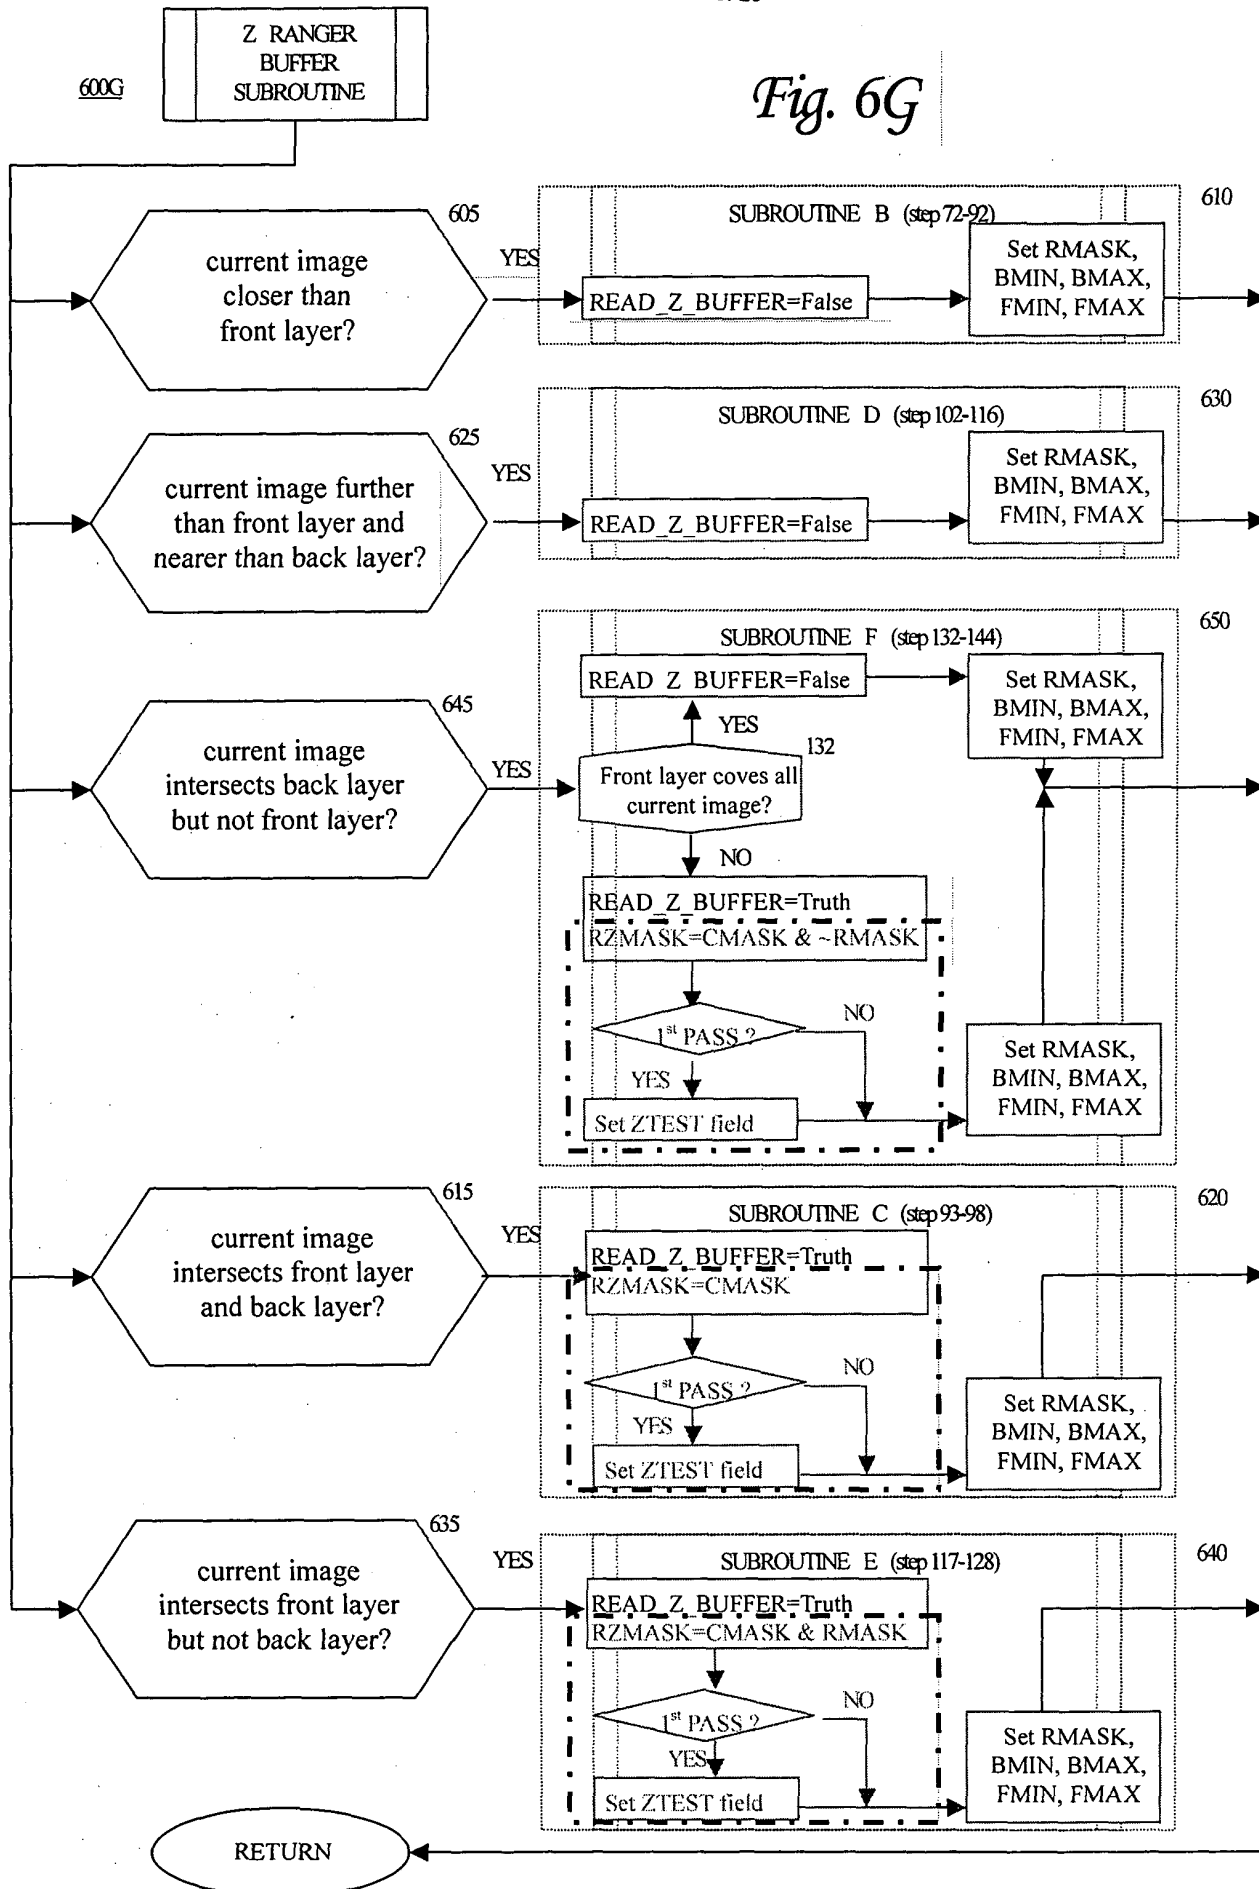 Z RANGER
BUFFER
SUBROUTINE
600G
Fig. 6G
605
current image
closer than
front layer?
YES
610
SUBROUTINE B (step 72-92)
READ_Z_BUFFER=False
Set RMASK,
BMIN, BMAX,
FMIN, FMAX
625
current image further
than front layer and
nearer than back layer?
YES
630
SUBROUTINE D (step 102-116)
READ_Z_BUFFER=False
Set RMASK,
BMIN, BMAX,
FMIN, FMAX
645
current image
intersects back layer
but not front layer?
YES
650
SUBROUTINE F (step 132-144)
READ_Z_BUFFER=False
Set RMASK,
BMIN, BMAX,
FMIN, FMAX
YES
132
Front layer coves all
current image?
NO
READ_Z_BUFFER=Truth
RZMASK=CMASK & ~RMASK
1st PASS ?
NO
YES
Set ZTEST field
Set RMASK,
BMIN, BMAX,
FMIN, FMAX
615
current image
intersects front layer
and back layer?
YES
620
SUBROUTINE C (step 93-98)
READ_Z_BUFFER=Truth
RZMASK=CMASK
1st PASS ?
NO
YES
Set ZTEST field
Set RMASK,
BMIN, BMAX,
FMIN, FMAX
635
current image
intersects front layer
but not back layer?
YES
640
SUBROUTINE E (step 117-128)
READ_Z_BUFFER=Truth
RZMASK=CMASK & RMASK
1st PASS ?
NO
YES
Set ZTEST field
Set RMASK,
BMIN, BMAX,
FMIN, FMAX
RETURN